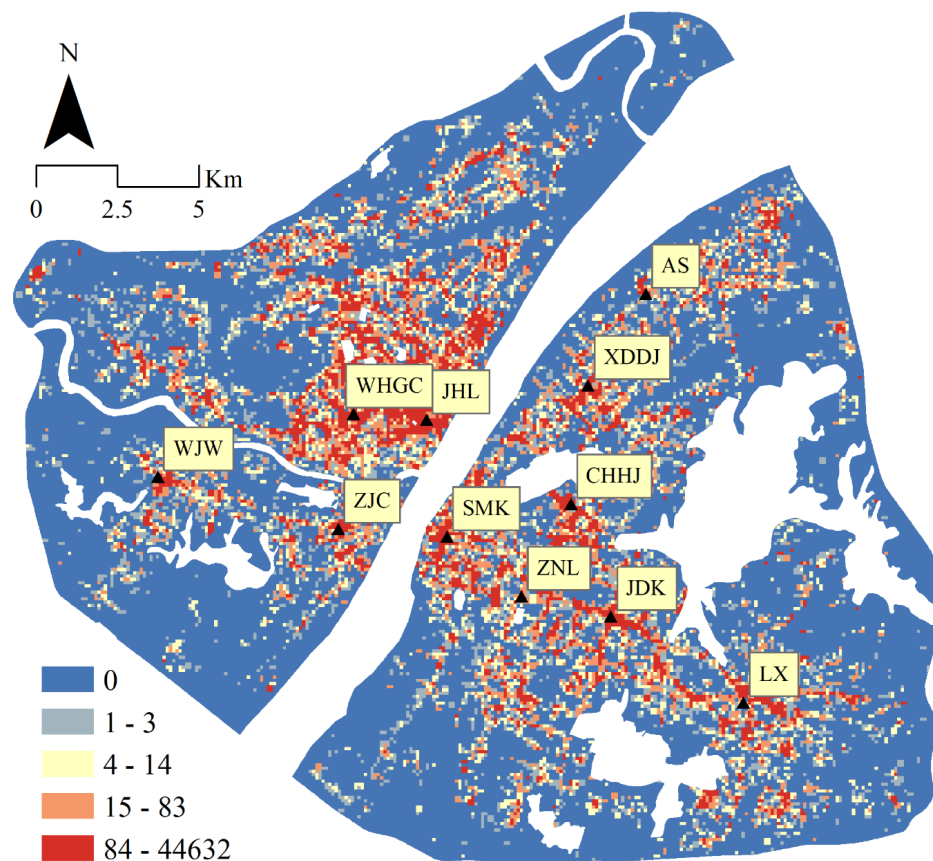 N
Km
0 2.5 5
AS
XDDJ
WHGC
JHL
WJW
CHHJ
ZJC
SMK
ZNL
JDK
LX
0
1 - 3
4 - 14
15 - 83
84 - 44632